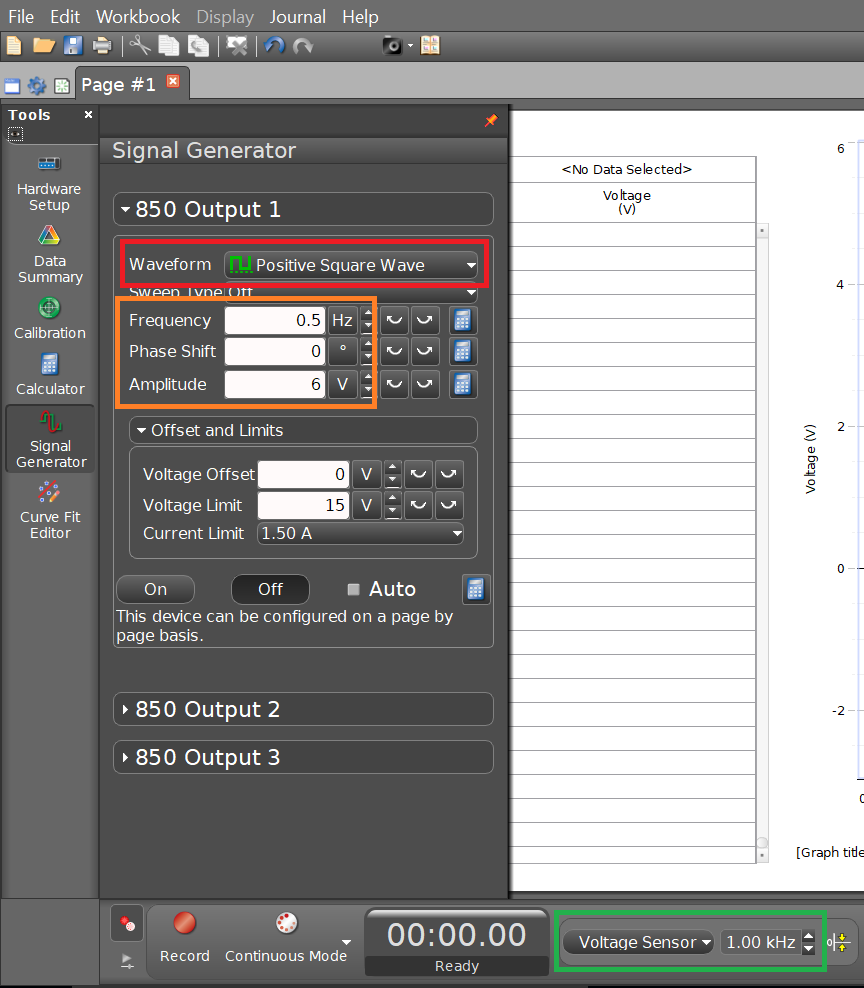 File Edit Workbook Display Journal Help
Page #1
Tools
Hardware
Setup
Data
Summary
Calibration
Calculator
Signal
Generator
Curve Fit
Editor
Signal Generator
850 Output 1
Waveform Positive Square Wave
Sweep Type Off
Frequency 0.5 Hz
Phase Shift 0 °
Amplitude 6 V
Offset and Limits
Voltage Offset 0 V
Voltage Limit 15 V
Current Limit 1.50 A
On Off Auto
This device can be configured on a page by
page basis.
850 Output 2
850 Output 3
<No Data Selected>
Voltage
(V)
6
4
2
0
-2
Voltage (V)
0
[Graph title
Record
Continuous Mode
00:00.00
Ready
Voltage Sensor 1.00 kHz